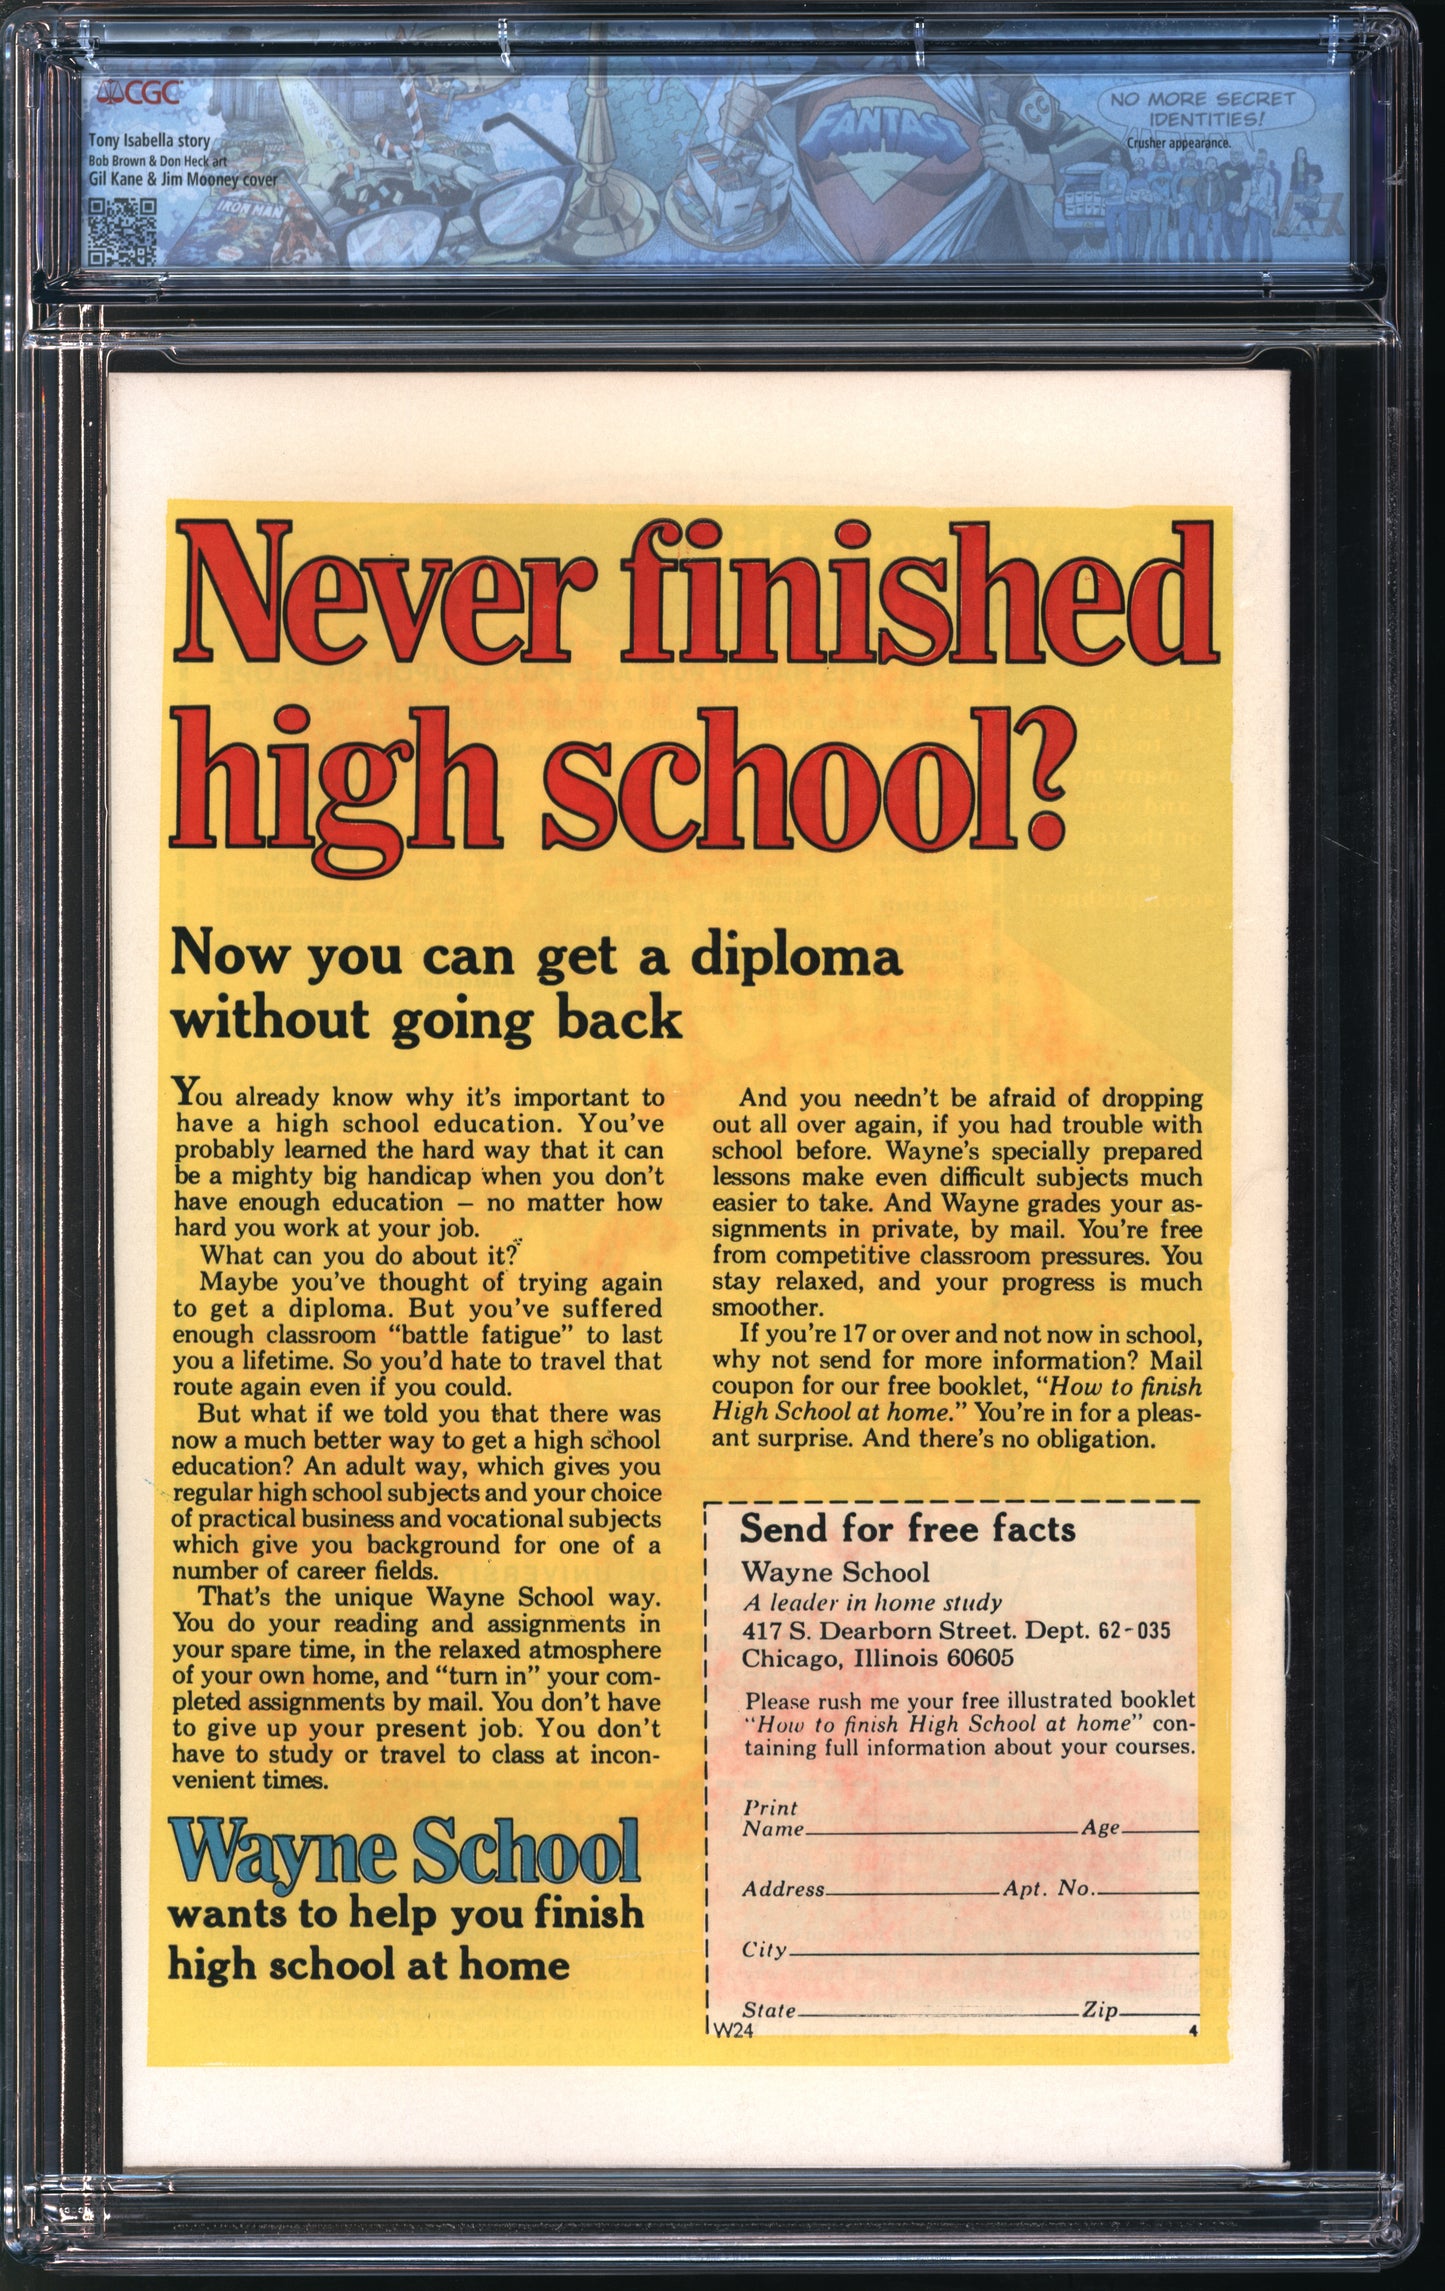 CGC
Tony Isabella story
Bob Brown & Don Heck art
Gil Kane & Jim Mooney cover
IRON MAN
FANTAST
CC
NO MORE SECRET
IDENTITIES!
Crusher appearance.
Never finished
high school?
Now you can get a diploma
without going back
You already know why it's important to
have a high school education. You've
probably learned the hard way that it can
be a mighty big handicap when you don't
have enough education — no matter how
hard you work at your job.
What can you do about it?
Maybe you've thought of trying again
to get a diploma. But you've suffered
enough classroom "battle fatigue" to last
you a lifetime. So you'd hate to travel that
route again even if you could.
But what if we told you that there was
now a much better way to get a high school
education? An adult way, which gives you
regular high school subjects and your choice
of practical business and vocational subjects
which give you background for one of a
number of career fields.
That's the unique Wayne School way.
You do your reading and assignments in
your spare time, in the relaxed atmosphere
of your own home, and "turn in" your com-
pleted assignments by mail. You don't have
to give up your present job. You don't
have to study or travel to class at incon-
venient times.
Wayne School
wants to help you finish
high school at home
And you needn't be afraid of dropping
out all over again, if you had trouble with
school before. Wayne's specially prepared
lessons make even difficult subjects much
easier to take. And Wayne grades your as-
signments in private, by mail. You're free
from competitive classroom pressures. You
stay relaxed, and your progress is much
smoother.
If you're 17 or over and not now in school,
why not send for more information? Mail
coupon for our free booklet, "How to finish
High School at home." You're in for a pleas-
ant surprise. And there's no obligation.
Send for free facts
Wayne School
A leader in home study
417 S. Dearborn Street. Dept. 62-035
Chicago, Illinois 60605
Please rush me your free illustrated booklet
"How to finish High School at home" con-
taining full information about your courses.
Print
Name Age
Address Apt. No.
City
State Zip
W24 4